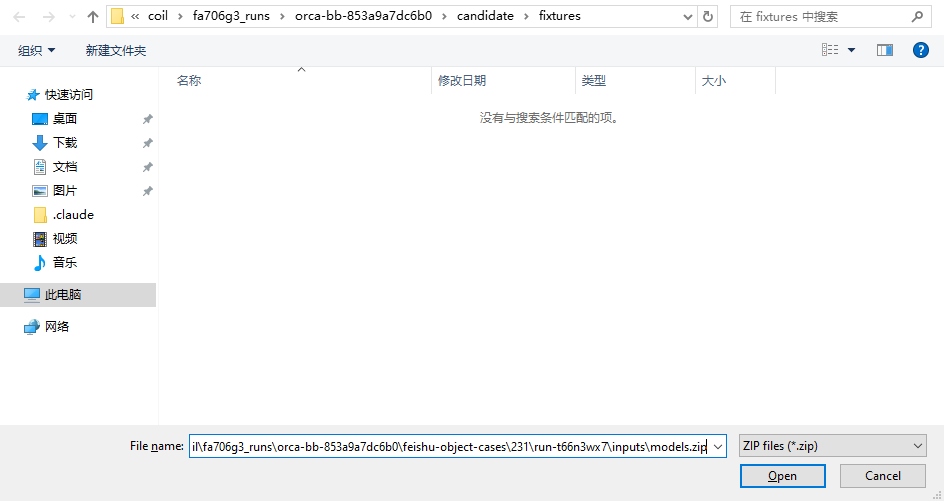 « coil › fa706g3_runs › orca-bb-853a9a7dc6b0 › candidate › fixtures
在 fixtures 中搜索
组织
新建文件夹
名称
修改日期
类型
大小
没有与搜索条件匹配的项。
快速访问
桌面
下载
文档
图片
.claude
视频
音乐
此电脑
网络
File name:
il\fa706g3_runs\orca-bb-853a9a7dc6b0\feishu-object-cases\231\run-t66n3wx7\inputs\models.zip
ZIP files (*.zip)
Open
Cancel